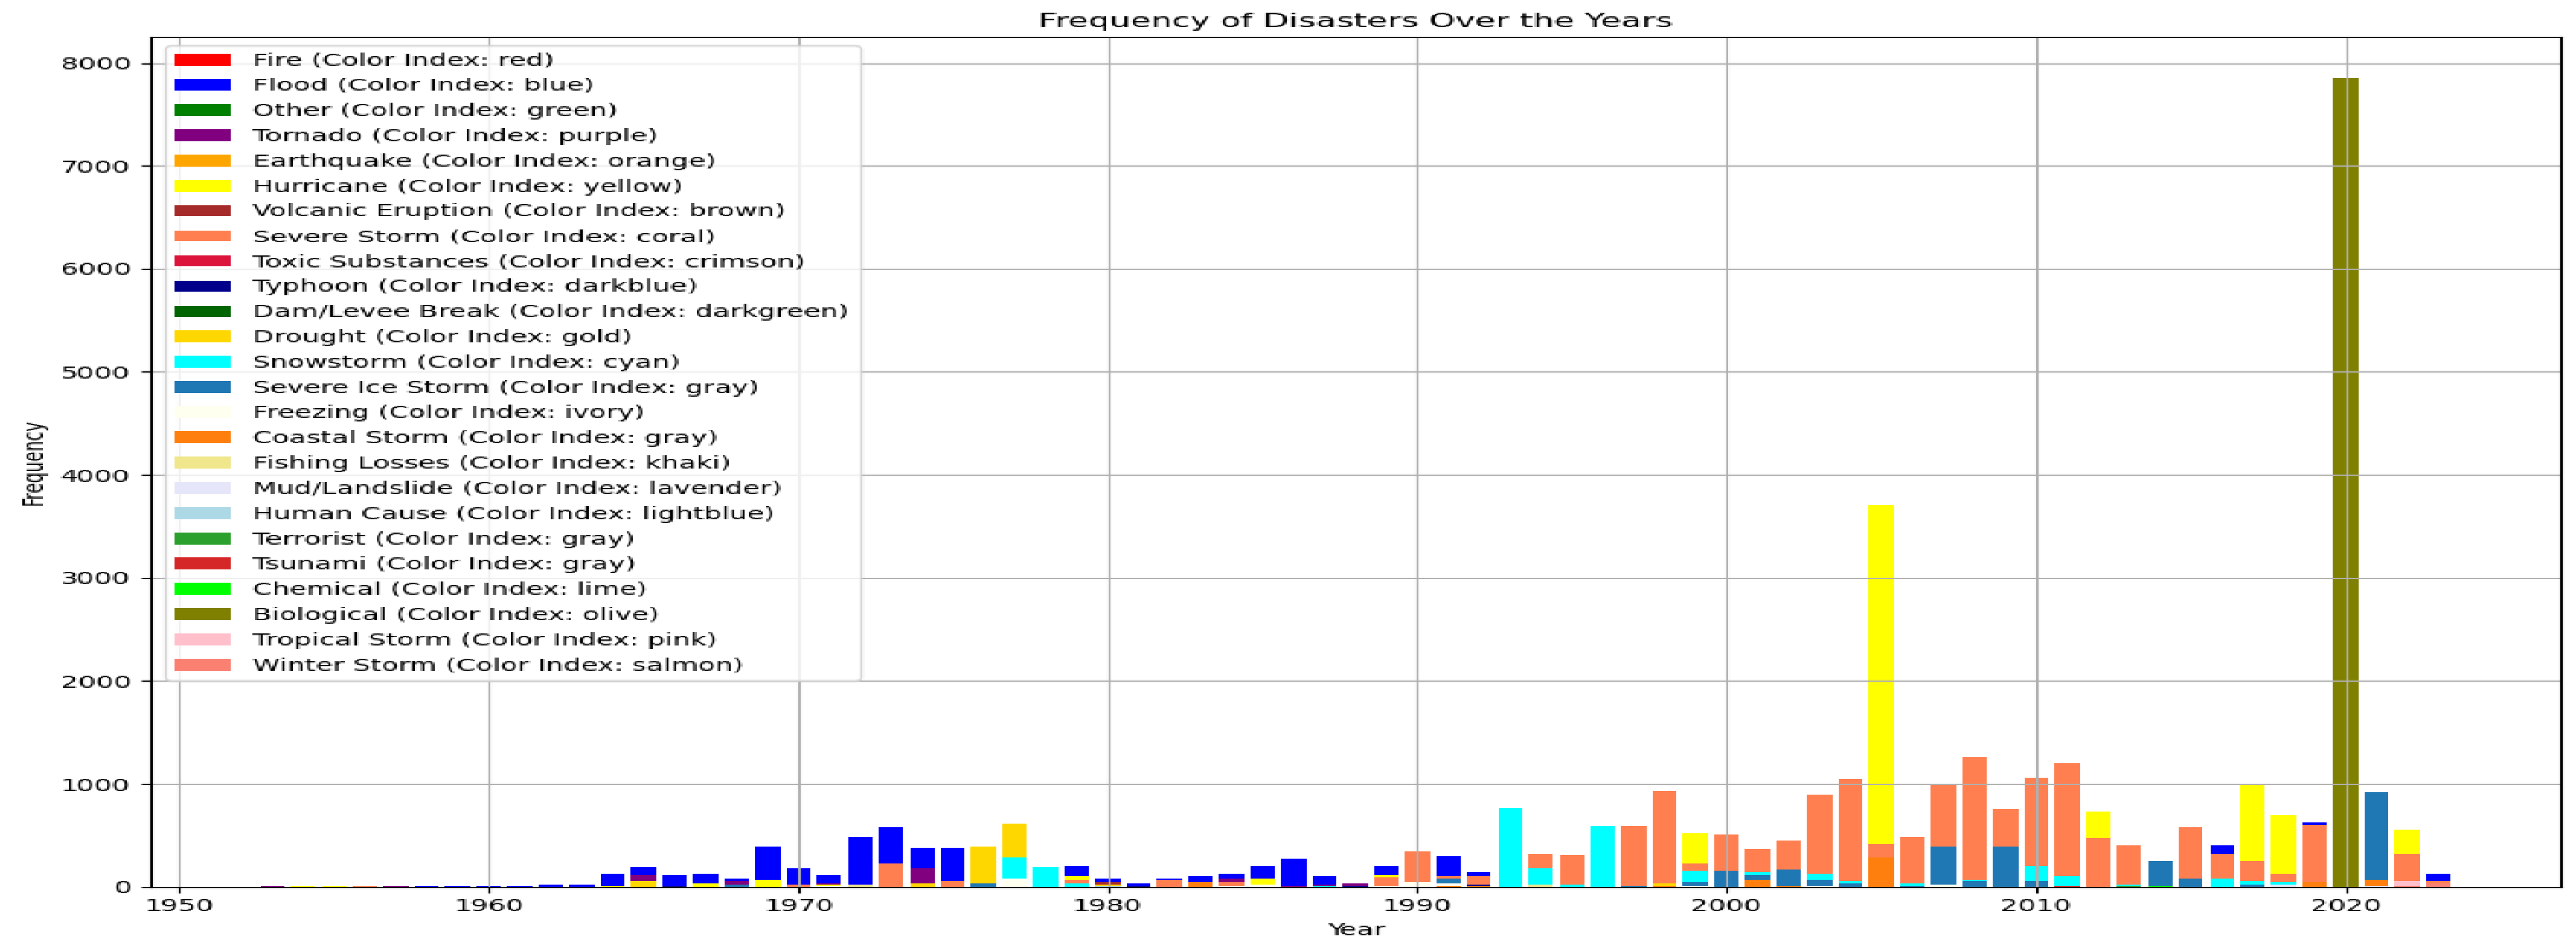 Frequency of Disasters Over the Years
Fire (Color Index: red)
Flood (Color Index: blue)
Other (Color Index: green)
Tornado (Color Index: purple)
Earthquake (Color Index: orange)
Hurricane (Color Index: yellow)
Volcanic Eruption (Color Index: brown)
Severe Storm (Color Index: coral)
Toxic Substances (Color Index: crimson)
Typhoon (Color Index: darkblue)
Dam/Levee Break (Color Index: darkgreen)
Drought (Color Index: gold)
Snowstorm (Color Index: cyan)
Severe Ice Storm (Color Index: gray)
Freezing (Color Index: ivory)
Coastal Storm (Color Index: gray)
Fishing Losses (Color Index: khaki)
Mud/Landslide (Color Index: lavender)
Human Cause (Color Index: lightblue)
Terrorist (Color Index: gray)
Tsunami (Color Index: gray)
Chemical (Color Index: lime)
Biological (Color Index: olive)
Tropical Storm (Color Index: pink)
Winter Storm (Color Index: salmon)
8000
7000
6000
5000
4000
3000
2000
1000
0
Frequency
1950 1960 1970 1980 1990 2000 2010 2020
Year